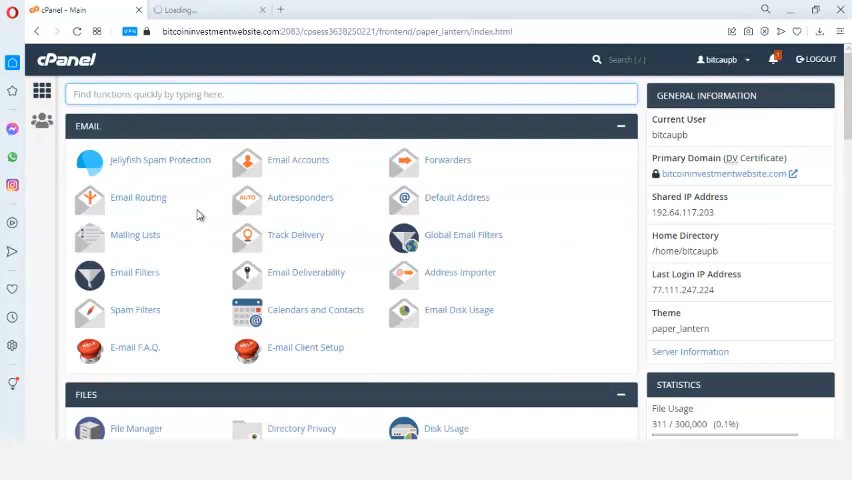 cPanel - Main
Loading...
VPN
bitcoininvestmentwebsite.com:2083/cpsess3638250221/frontend/paper_lantern/index.html
cPanel
Search ( / )
bitcaupb
1
LOGOUT
Find functions quickly by typing here.
EMAIL
Jellyfish Spam Protection
Email Accounts
Forwarders
Email Routing
AUTO
Autoresponders
Default Address
Mailing Lists
Track Delivery
Global Email Filters
Email Filters
Email Deliverability
Address Importer
Spam Filters
Calendars and Contacts
Email Disk Usage
HELP
E-mail F.A.Q.
HELP
E-mail Client Setup
FILES
File Manager
Directory Privacy
Disk Usage
GENERAL INFORMATION
Current User
bitcaupb
Primary Domain (DV Certificate)
bitcoininvestmentwebsite.com
Shared IP Address
192.64.117.203
Home Directory
/home/bitcaupb
Last Login IP Address
77.111.247.224
Theme
paper_lantern
Server Information
STATISTICS
File Usage
311 / 300,000 (0.1%)